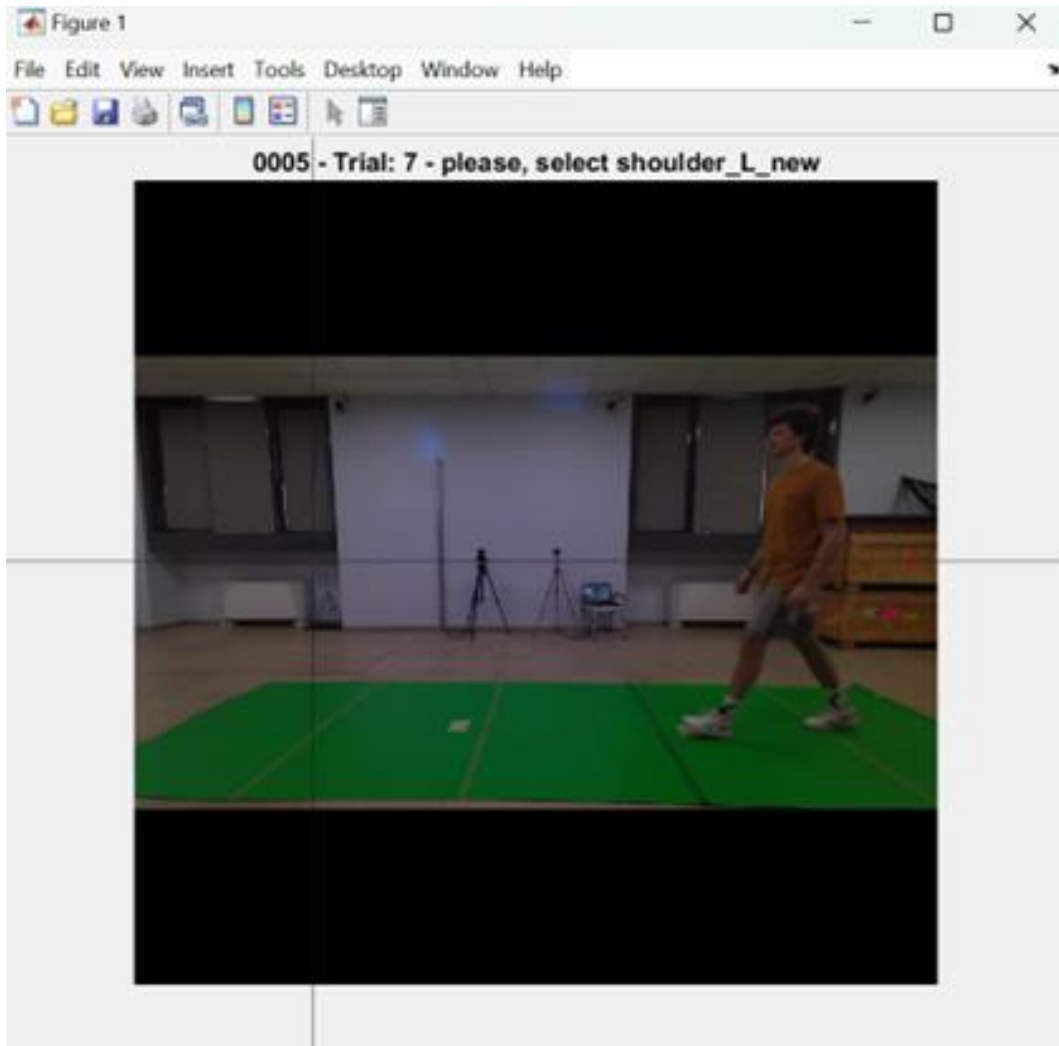 Figure 1
File Edit View Insert Tools Desktop Window Help
0005 - Trial: 7 - please, select shoulder_L_new